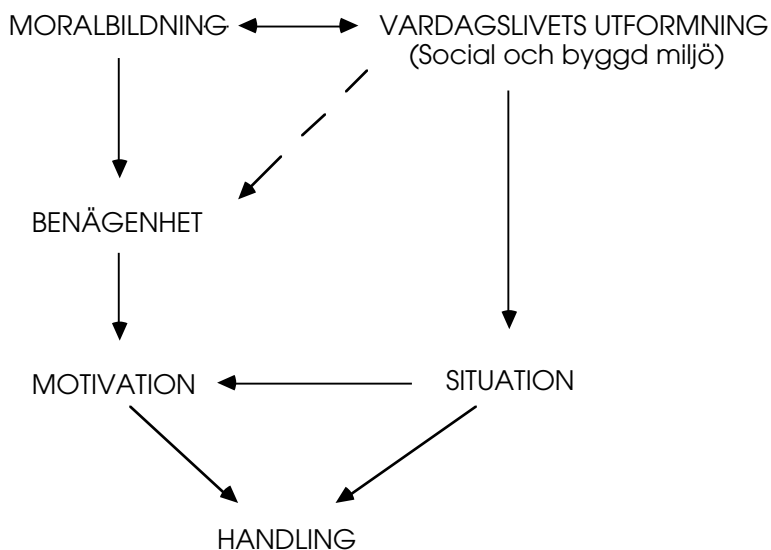 MORALBILDNING
VARDAGSLIVETS UTFORMNING
(Social och byggd miljö)
BENÄGENHET
MOTIVATION
SITUATION
HANDLING